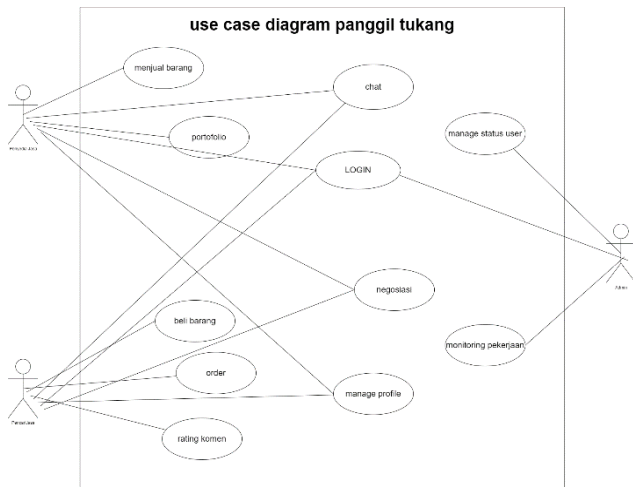 use case diagram panggil tukang
menjual barang
chat
portofolio
manage status user
LOGIN
negosiasi
beli barang
monitoring pekerjaan
order
manage profile
rating komen